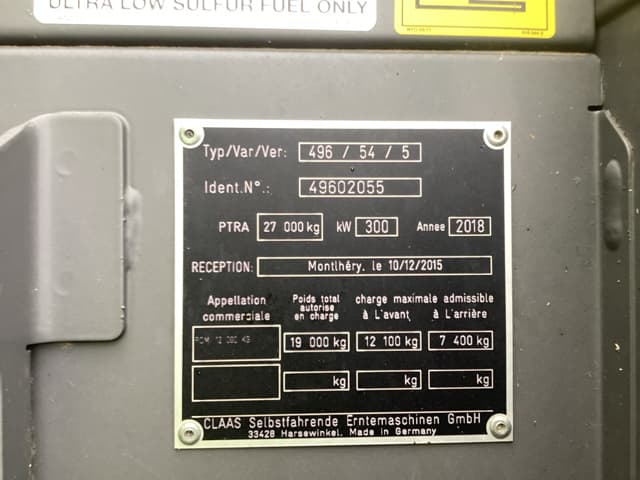 ULTRA LOW SULFUR FUEL ONLY
Typ/Var/Ver: 496 / 54 / 5
Ident.N°.: 49602055
PTRA 27 000 kg kW 300 Annee 2018
RECEPTION: Montlhéry, le 10/12/2015
Appellation commerciale Poids total autorise en charge charge maximale admissible à L'avant à L'arrière
19 000 kg 12 100 kg 7 400 kg
kg kg kg
CLAAS Selbstfahrende Erntemaschinen GmbH
33428 Harsewinkel, Made in Germany